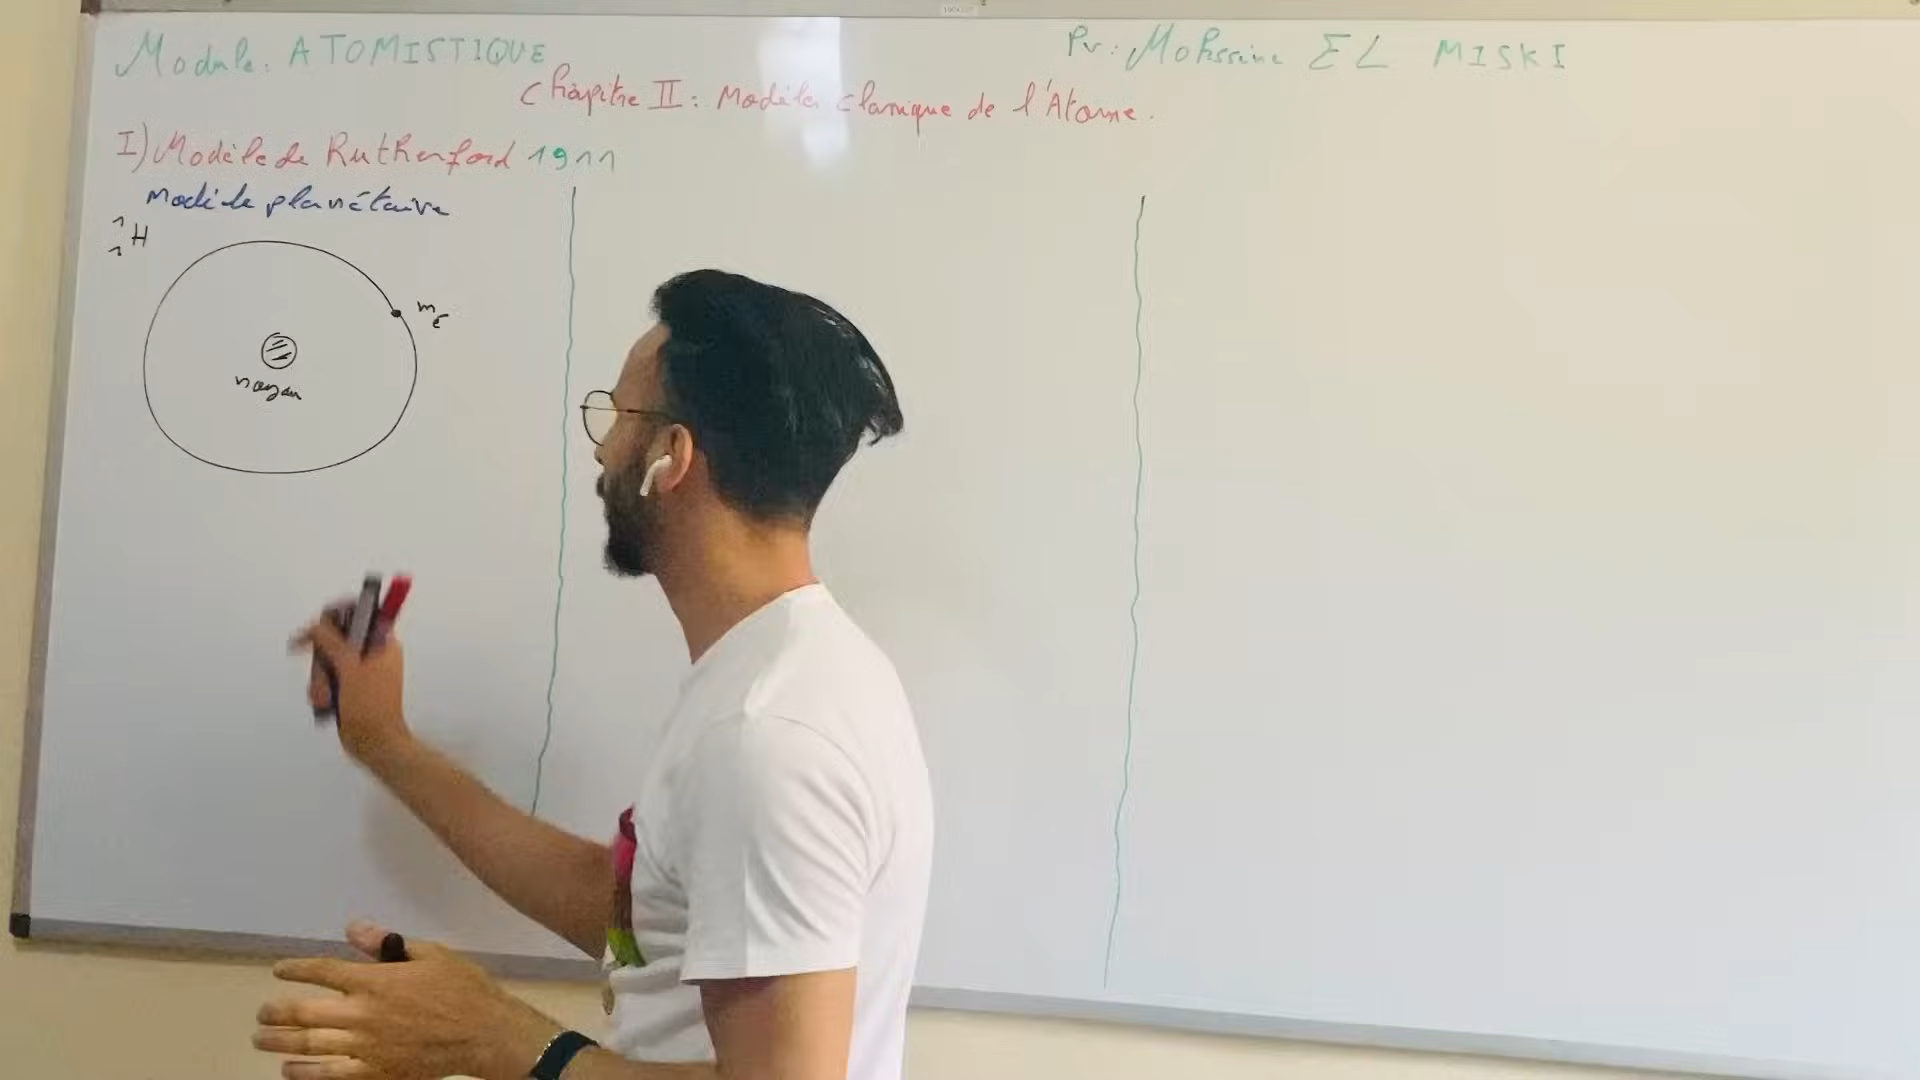 Module: ATOMISTIQUE
Pr: Mohssine EL MISKI
Chapitre II: Modèles classique de l'Atome.
I) Modèle de Rutherford 1911
Modèle planétaire
1 1 H
me-
noyau